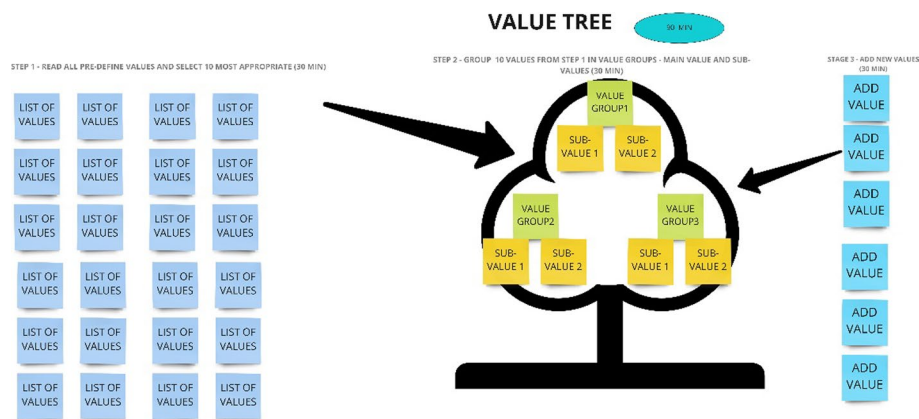 VALUE TREE
90 MIN
STEP 1 - READ ALL PRE-DEFINE VALUES AND SELECT 10 MOST APPROPRIATE (30 MIN)
LIST OF
VALUES
LIST OF
VALUES
LIST OF
VALUES
LIST OF
VALUES
LIST OF
VALUES
LIST OF
VALUES
LIST OF
VALUES
LIST OF
VALUES
LIST OF
VALUES
LIST OF
VALUES
LIST OF
VALUES
LIST OF
VALUES
LIST OF
VALUES
LIST OF
VALUES
LIST OF
VALUES
LIST OF
VALUES
LIST OF
VALUES
LIST OF
VALUES
LIST OF
VALUES
LIST OF
VALUES
LIST OF
VALUES
LIST OF
VALUES
LIST OF
VALUES
LIST OF
VALUES
STEP 2 - GROUP 10 VALUES FROM STEP 1 IN VALUE GROUPS - MAIN VALUE AND SUB-
VALUES (30 MIN)
VALUE
GROUP1
SUB-
VALUE 1
SUB-
VALUE 2
VALUE
GROUP2
SUB-
VALUE 1
SUB-
VALUE 2
VALUE
GROUP3
SUB-
VALUE 1
SUB-
VALUE 2
STAGE 3 - ADD NEW VALUES
(30 MIN)
ADD
VALUE
ADD
VALUE
ADD
VALUE
ADD
VALUE
ADD
VALUE
ADD
VALUE